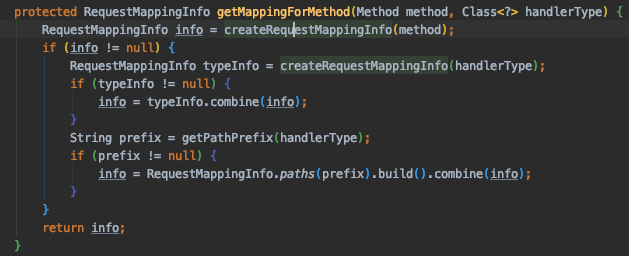 protected RequestMappingInfo getMappingForMethod(Method method, Class<?> handlerType) {
RequestMappingInfo info = createRequestMappingInfo(method);
if (info != null) {
RequestMappingInfo typeInfo = createRequestMappingInfo(handlerType);
if (typeInfo != null) {
info = typeInfo.combine(info);
}
String prefix = getPathPrefix(handlerType);
if (prefix != null) {
info = RequestMappingInfo.paths(prefix).build().combine(info);
}
}
return info;
}